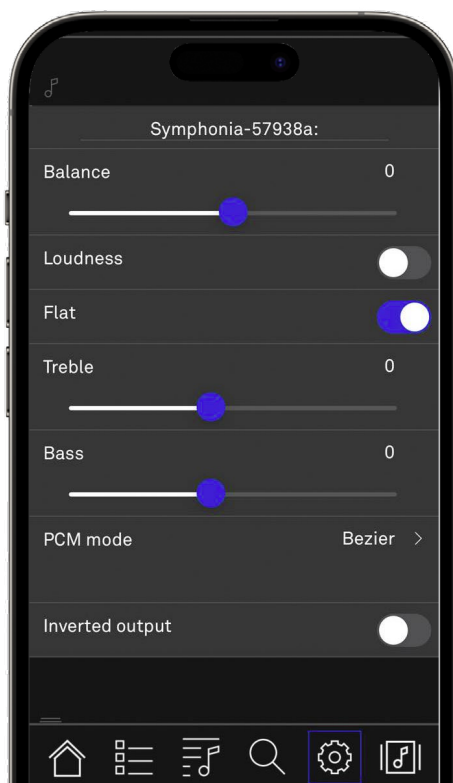 Symphonia-57938a:
Balance 0
Loudness
Flat
Treble 0
Bass 0
PCM mode Bezier >
Inverted output